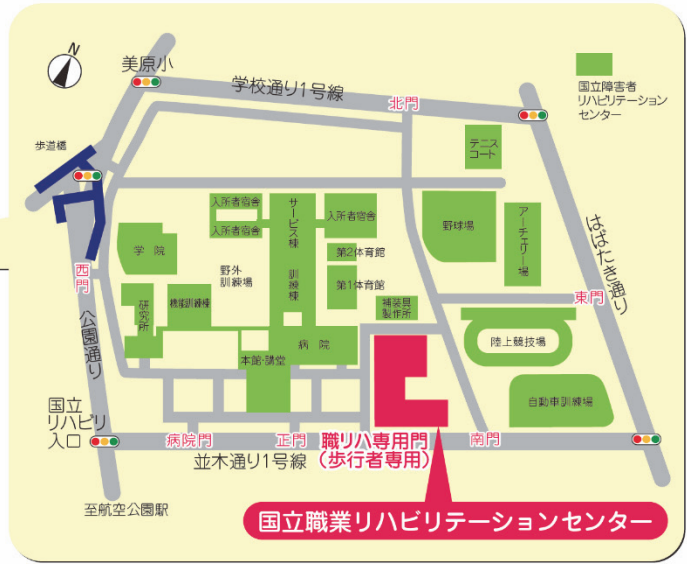 N
美原小
学校通り1号線
北門
国立障害者
リハビリテーション
センター
歩道橋
テニス
コート
入所者宿舎
入所者宿舎
サービス棟
訓練棟
入所者宿舎
野球場
アーチェリー場
はばたき通り
学院
野外
訓練場
第2体育館
第1体育館
西門
公園通り
研究所
機能訓練棟
補装具
製作所
東門
病院
本館・講堂
陸上競技場
自動車訓練場
国立
リハビリ
入口
病院門
正門
職リハ専用門
(歩行者専用)
南門
並木通り1号線
至航空公園駅
国立職業リハビリテーションセンター